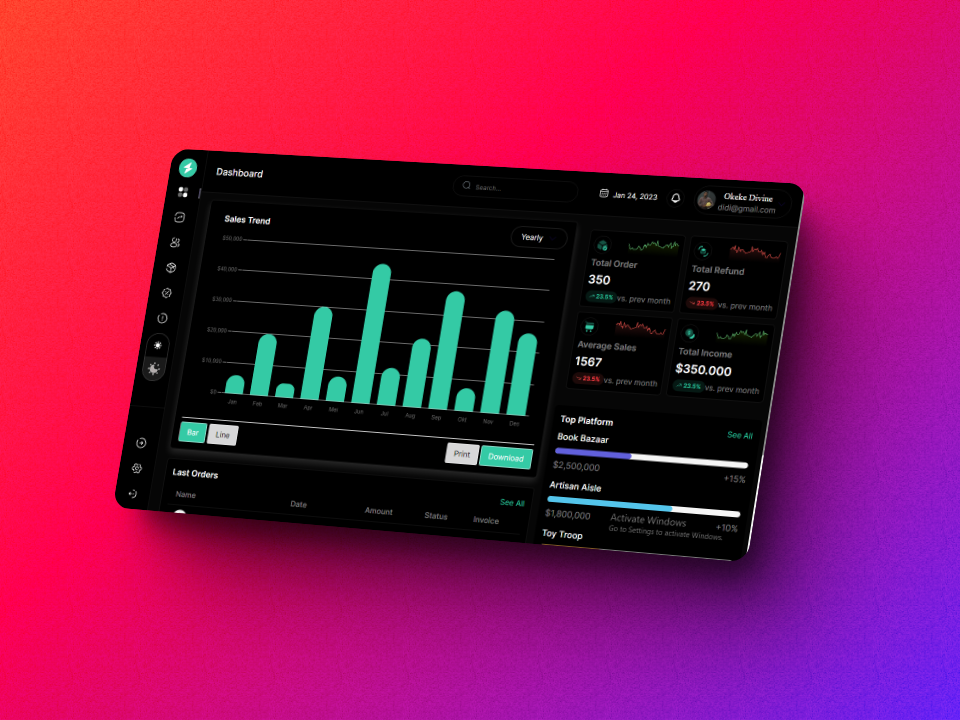 Dashboard
Search...
Jan 24, 2023
Okeke Divine
didi@gmail.com
Sales Trend
Yearly
$50,000
$40,000
$30,000
$20,000
$10,000
$0
Jan Feb Mar Apr Mei Jun Jul Aug Sep Okt Nov Dec
Bar Line Print Download
Total Order
350
23.5% vs. prev month
Total Refund
270
23.5% vs. prev month
Average Sales
1567
23.5% vs. prev month
Total Income
$350.000
23.5% vs. prev month
Last Orders See All
Name Date Amount Status Invoice
Top Platform See All
Book Bazaar
$2,500,000 +15%
Artisan Aisle
$1,800,000 +10%
Toy Troop
Activate Windows
Go to Settings to activate Windows.